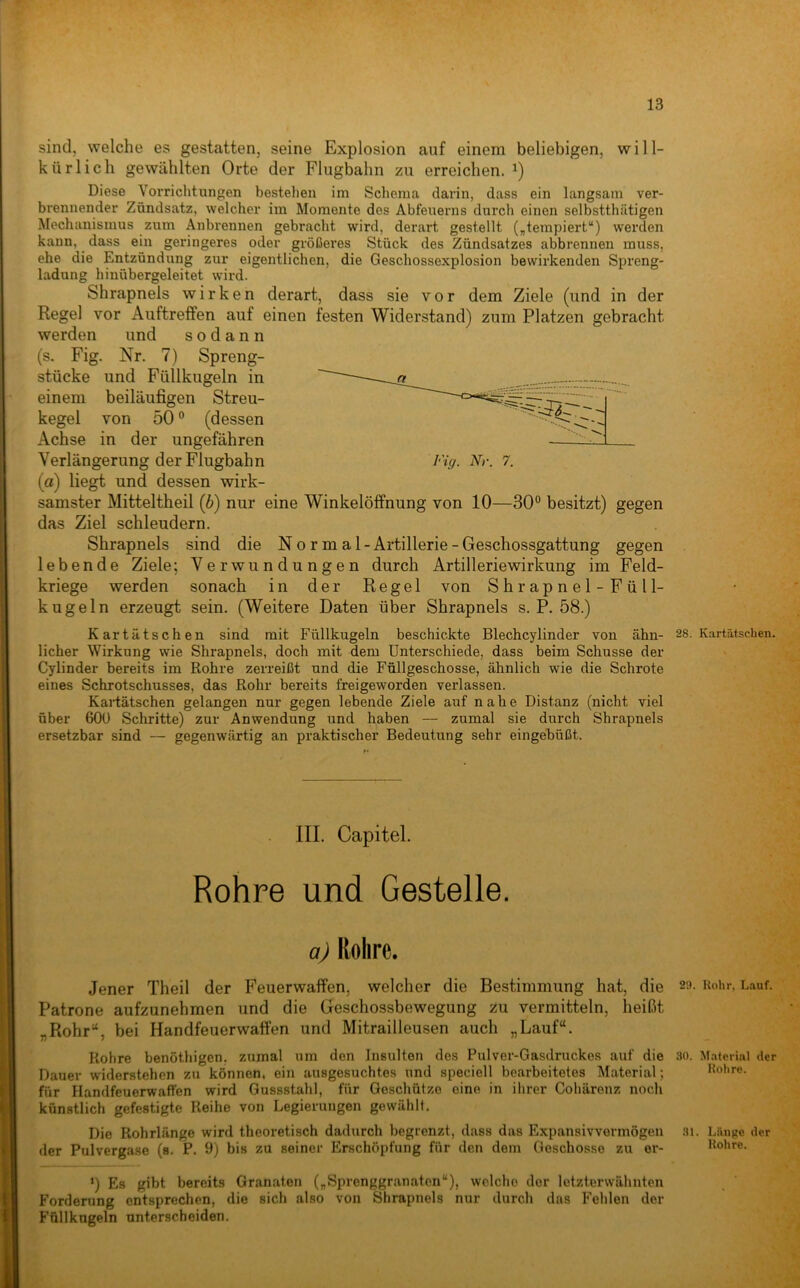 13
sind, welche es gestatten, seine Explosion auf einem beliebigen, will-
kürlich gewählten Orte der Flugbahn zu erreichen. ¹)
Diese Vorrichtungen bestehen im Schema darin, dass ein langsam ver-
brennender Zündsatz, welcher im Momente des Abfeuerns durch einen selbstthätigen
Mechanismus zum Anbrennen gebracht wird, derart gestellt („tempiert“) werden
kann, dass ein geringeres oder größeres Stück des Zündsatzes abbrennen muss,
ehe die Entzündung zur eigentlichen, die Geschossexplosion bewirkenden Spreng-
ladung hinübergeleitet wird.
Shrapnels wirken derart, dass sie vor dem Ziele (und in der
Regel vor Auftreffen auf einen festen Widerstand) zum Platzen gebracht
werden und sodann
(s. Fig. Nr. 7) Spreng-
stücke und Füllkugeln in
einem beiläufigen Streu-
kegel von 50⁰ (dessen
Achse in der ungefähren
Verlängerung der Flugbahn
(a) liegt und dessen wirk-
a
b
Fig. Nr. 7.
samster Mitteltheil (b) nur eine Winkelöffnung von 10—30⁰ besitzt) gegen
das Ziel schleudern.
Shrapnels sind die Normal-Artillerie-Geschossgattung gegen
lebende Ziele; Verwundungen durch Artilleriewirkung im Feld-
kriege werden sonach in der Regel von Shrapnel-Füll-
kugeln erzeugt sein. (Weitere Daten über Shrapnels s. P. 58.)
Kartätschen sind mit Füllkugeln beschickte Blechcylinder von ähn-
28. Kartätschen.
licher Wirkung wie Shrapnels, doch mit dem Unterschiede, dass beim Schusse der
Cylinder bereits im Rohre zerreißt und die Füllgeschosse, ähnlich wie die Schrote
eines Schrotschusses, das Rohr bereits freigeworden verlassen.
Kartätschen gelangen nur gegen lebende Ziele auf nahe Distanz (nicht viel
über 600 Schritte) zur Anwendung und haben — zumal sie durch Shrapnels
ersetzbar sind — gegenwärtig an praktischer Bedeutung sehr eingebüßt.
III. Capitel.
Rohre und Gestelle.
a) Rohre.
Jener Theil der Feuerwaffen, welcher die Bestimmung hat, die
29. Rohr, Lauf.
Patrone aufzunehmen und die Geschossbewegung zu vermitteln, heißt
„Rohr“, bei Handfeuerwaffen und Mitrailleusen auch „Lauf“.
Rohre benöthigen, zumal um den Insulten des Pulver-Gasdruckes auf die
30. Material der
Rohre.
Dauer widerstehen zu können, ein ausgesuchtes und speciell bearbeitetes Material;
für Handfeuerwaffen wird Gussstahl, für Geschütze eine in ihrer Cohärenz noch
künstlich gefestigte Reihe von Legierungen gewählt.
Die Rohrlänge wird theoretisch dadurch begrenzt, dass das Expansivvermögen
31. Länge der
Rohre.
der Pulvergase (s. P. 9) bis zu seiner Erschöpfung für den dem Geschosse zu er-
¹) Es gibt bereits Granaten („Sprenggranaten“), welche der letzterwähnten
Forderung entsprechen, die sich also von Shrapnels nur durch das Fehlen der
Füllkugeln unterscheiden.